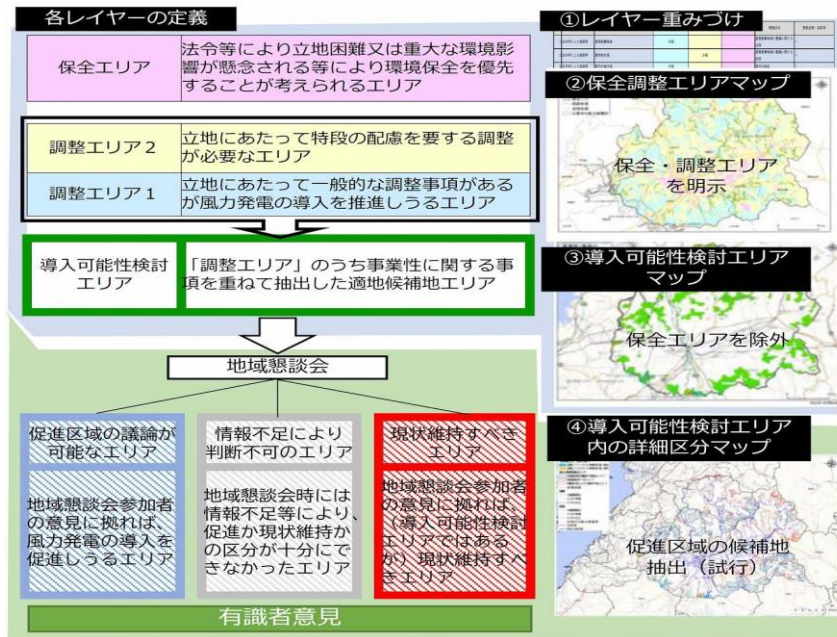 各レイヤーの定義
保全エリア
法令等により立地困難又は重大な環境影
響が懸念される等により環境保全を優先
することが考えられるエリア
調整エリア２
立地にあたって特段の配慮を要する調整
が必要なエリア
調整エリア１
立地にあたって一般的な調整事項がある
が風力発電の導入を推進しうるエリア
導入可能性検討
エリア
「調整エリア」のうち事業性に関する事
項を重ねて抽出した適地候補地エリア
地域懇談会
促進区域の議論が
可能なエリア
地域懇談会参加者
の意見に拠れば、
風力発電の導入を
促進しうるエリア
情報不足により
判断不可のエリア
地域懇談会時には
情報不足等により、
促進か現状維持か
の区分が十分にで
きなかったエリア
現状維持すべき
エリア
地域懇談会参加者
の意見に拠れば、
（導入可能性検討
エリアではある
が）現状維持すべ
きエリア
有識者意見
①レイヤー重みづけ
②保全調整エリアマップ
保全・調整エリア
を明示
③導入可能性検討エリア
マップ
保全エリアを除外
④導入可能性検討エリア
内の詳細区分マップ
促進区域の候補地
抽出（試行）